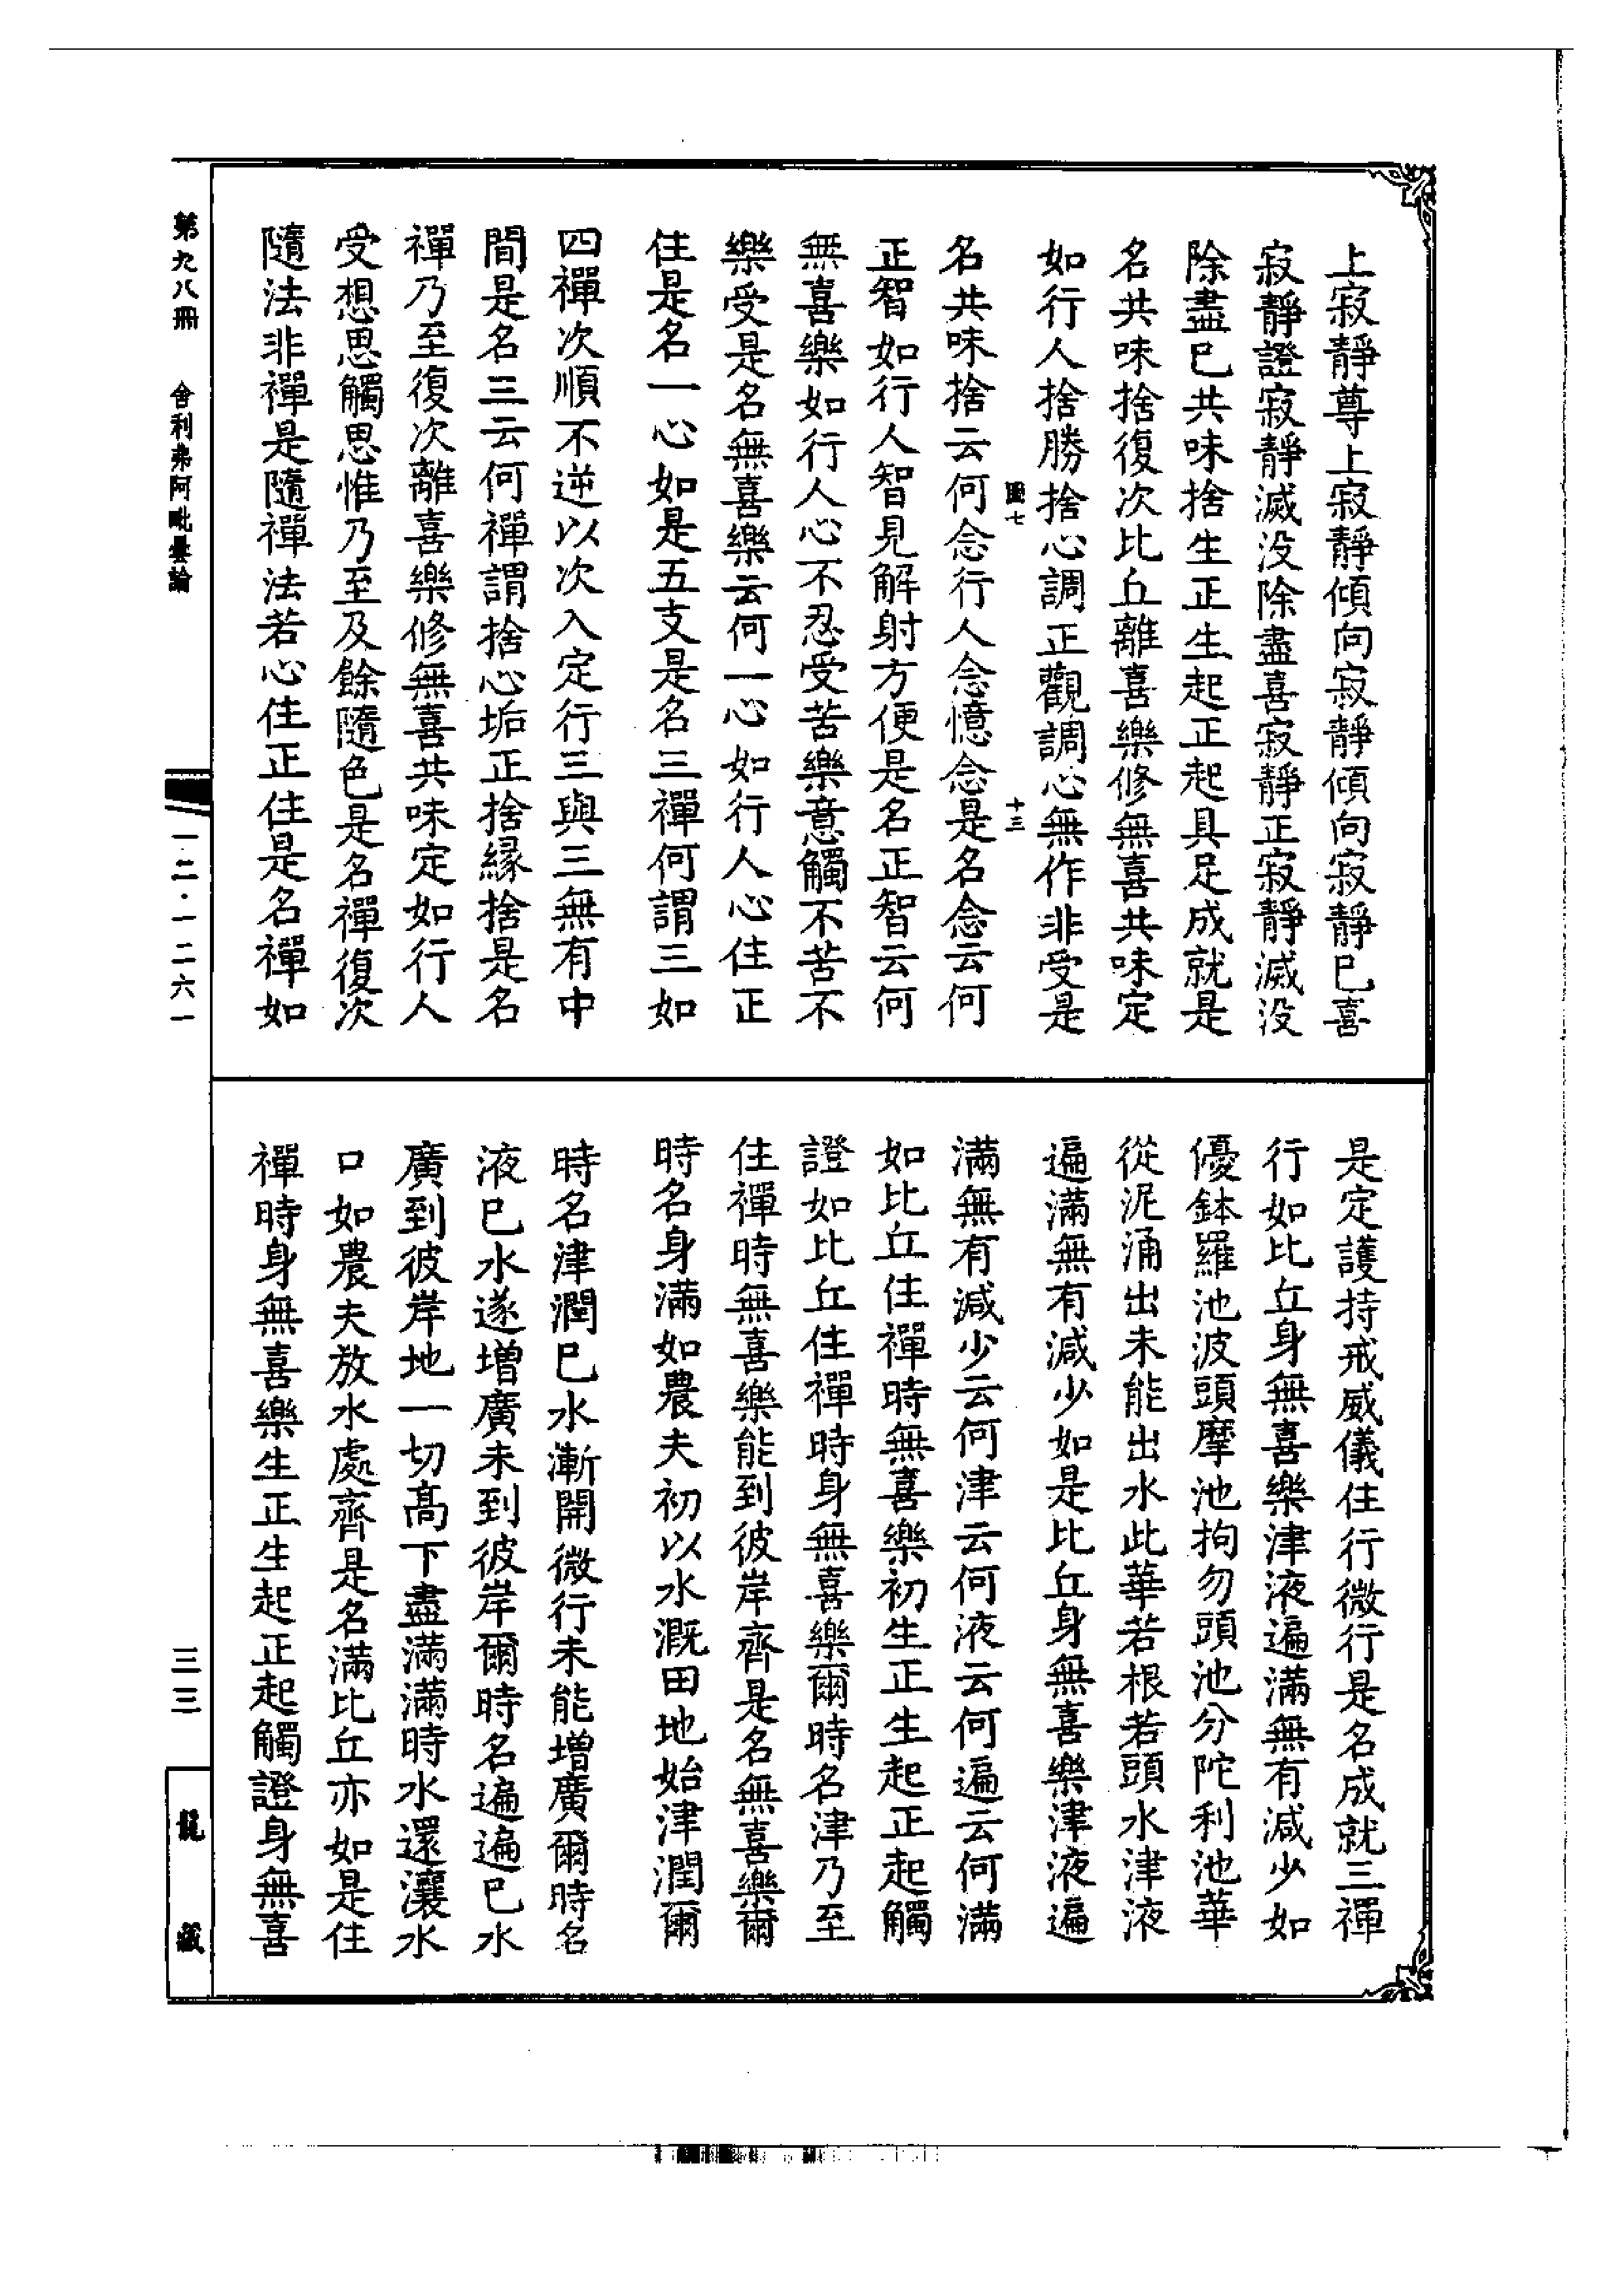 上寂靜尊上寂靜傾向寂靜傾向寂靜已喜
寂靜證寂靜滅没除盡喜寂靜正寂靜滅没
除盡已共味捨生正生起正起具足成就是
名共味捨復次比丘離喜樂修無喜共味定
如行人捨勝捨心調正觀調心無作非受是
名共味捨云何念行人念憶念是名念云何
正智如行人智見解射方便是名正智云何
無喜樂如行人心不忍受苦樂意觸不苦不
樂受是名無喜樂云何一心如行人心住正
住是名一心如是五支是名三禪何謂三如
四禪次順不逆以次入定行三與三無有中
間是名三云何禪謂捨心垢正捨緣捨是名
禪乃至復次離喜樂修無喜共味定如行人
受想思觸思惟乃至及餘隨色是名禪復次
隨法非禪是隨禪法若心住正住是名禪如
十三
是定護持戒威儀住行微行是名成就三禪
行如比丘身無喜樂津液遍滿無有減少如
優鉢羅池波頭摩池拘勿頭池分陀利池華
從泥涌出未能出水此華若根若頭水津液
遍滿無有減少如是比丘身無喜樂津液遍
滿無有減少云何津云何液云何遍云何滿
如比丘住禪時無喜樂初生正生起正起觸
證如比丘住禪時身無喜樂爾時名津乃至
住禪時無喜樂能到彼岸齊是名無喜樂爾
時名身滿如農夫初以水溉田地始津潤爾
時名津潤已水漸開微行未能增廣爾時名
液已水遂增廣未到彼岸爾時名遍遍已水
廣到彼岸地一切高下盡滿滿時水還瀼水
口如農夫放水處齊是名滿比丘亦如是住
禪時身無喜樂生正生起正起觸證身無喜
第九八冊 舍利弗阿毗曇論
一二·一二六一
三三
龍藏